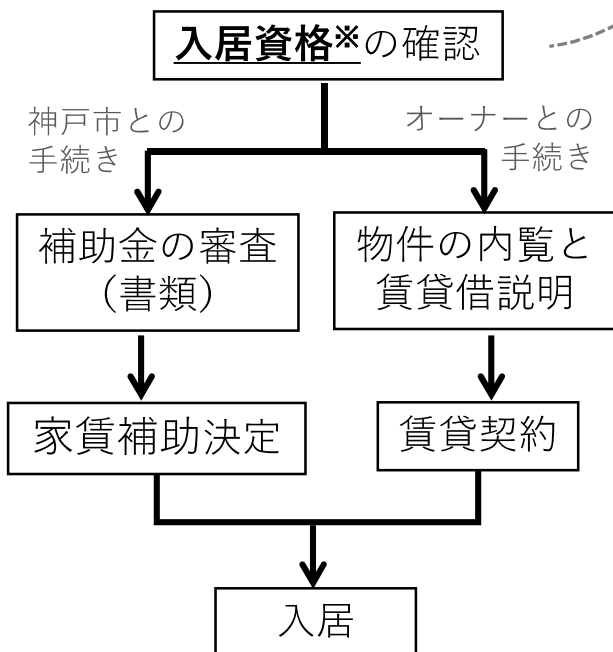 入居資格※の確認
神戸市との
手続き
オーナーとの
手続き
補助金の審査
（書類）
物件の内覧と
賃貸借説明
家賃補助決定
賃貸契約
入居